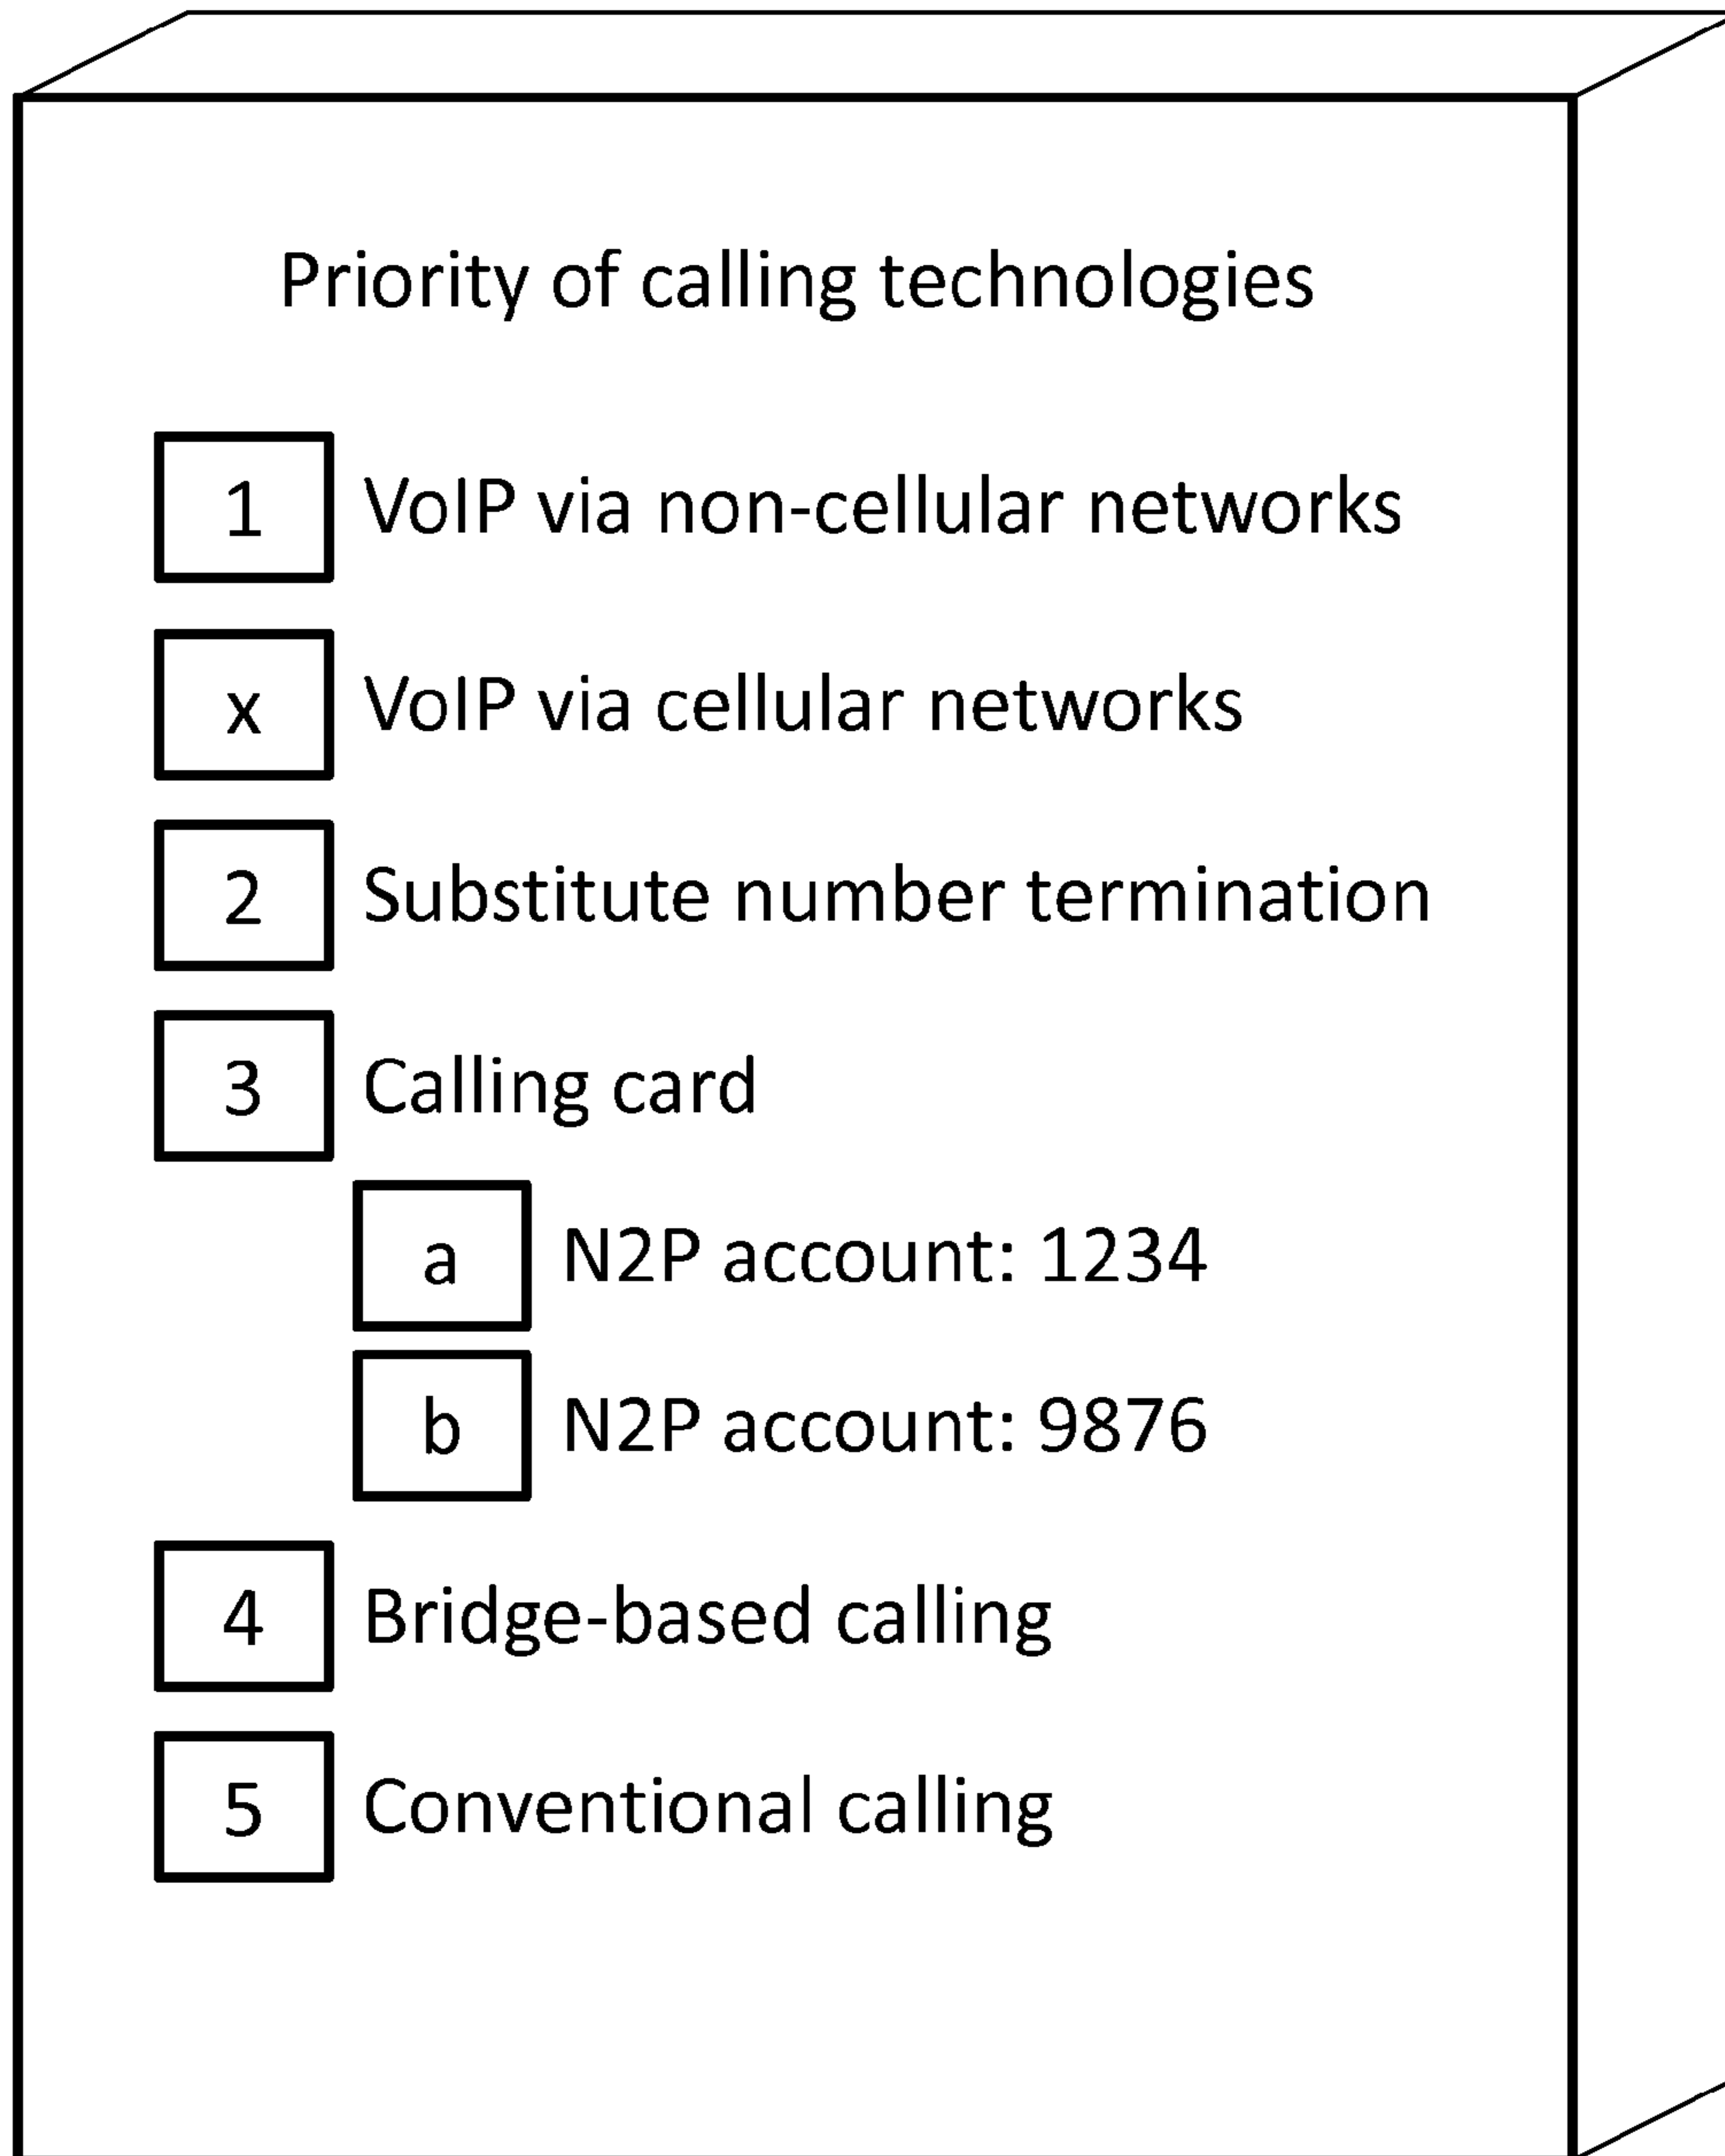 Priority of calling technologies
1 VoIP via non-cellular networks
x VoIP via cellular networks
2 Substitute number termination
3 Calling card
a N2P account: 1234
b N2P account: 9876
4 Bridge-based calling
5 Conventional calling